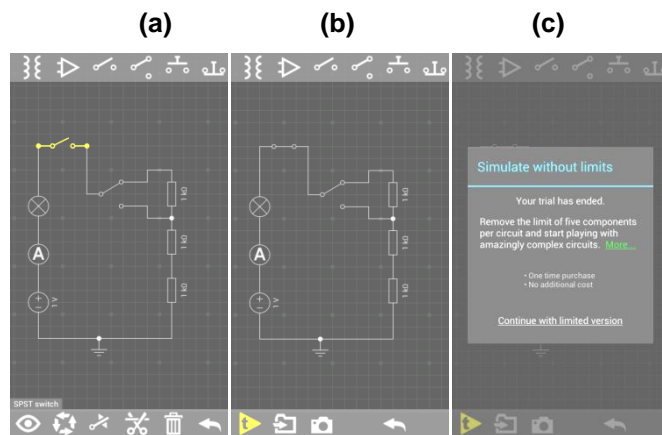 (a) (b) (c)
A
1 V
1 kΩ
1 kΩ
1 kΩ
SPST switch
A
1 V
1 kΩ
1 kΩ
1 kΩ
t
Simulate without limits
Your trial has ended.
Remove the limit of five components
per circuit and start playing with
amazingly complex circuits. More...
• One time purchase
• No additional cost
Continue with limited version
t